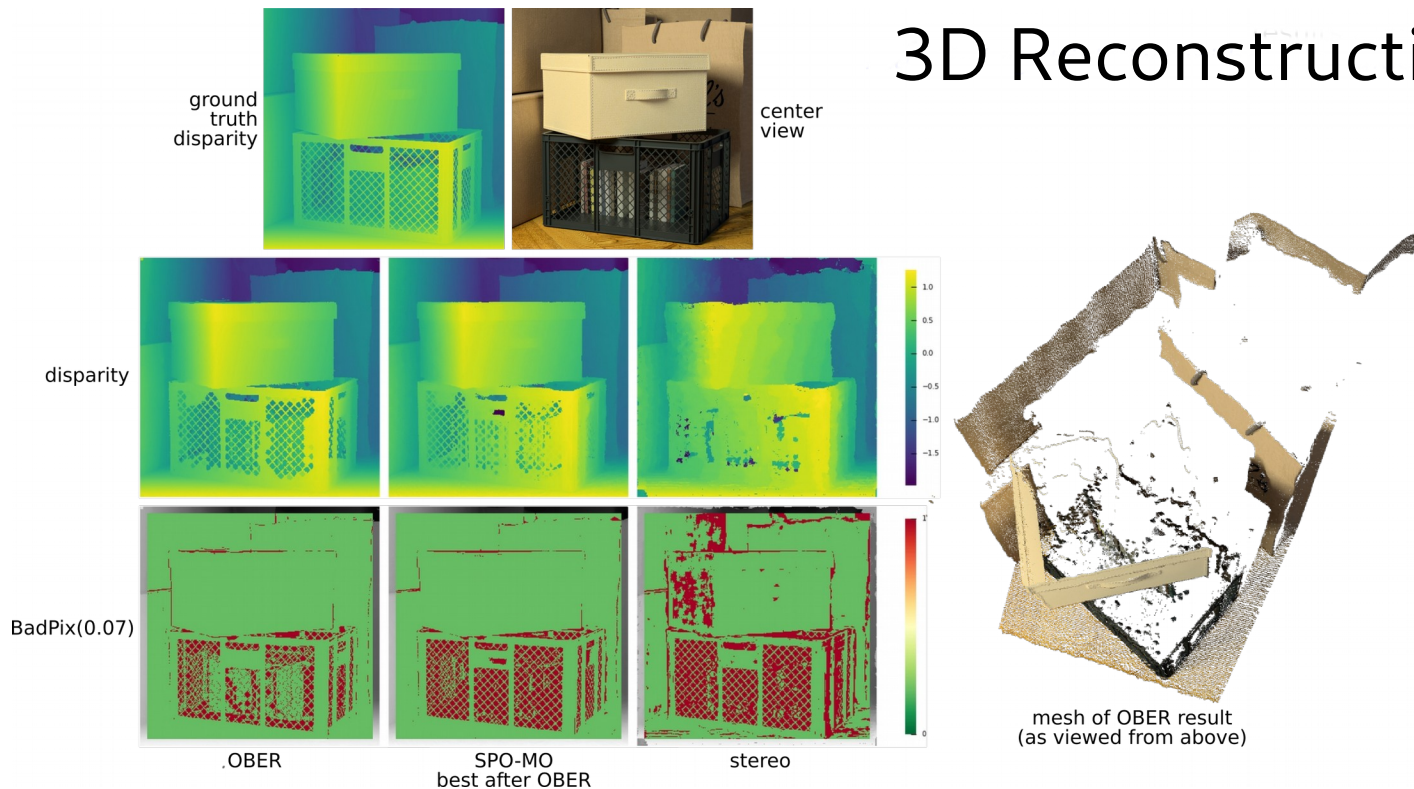 3D Reconstructi
ground
truth
disparity
center
view
disparity
1.0
0.5
0.0
−0.5
−1.0
−1.5
BadPix(0.07)
1
0
OBER
SPO-MO
best after OBER
stereo
mesh of OBER result
(as viewed from above)